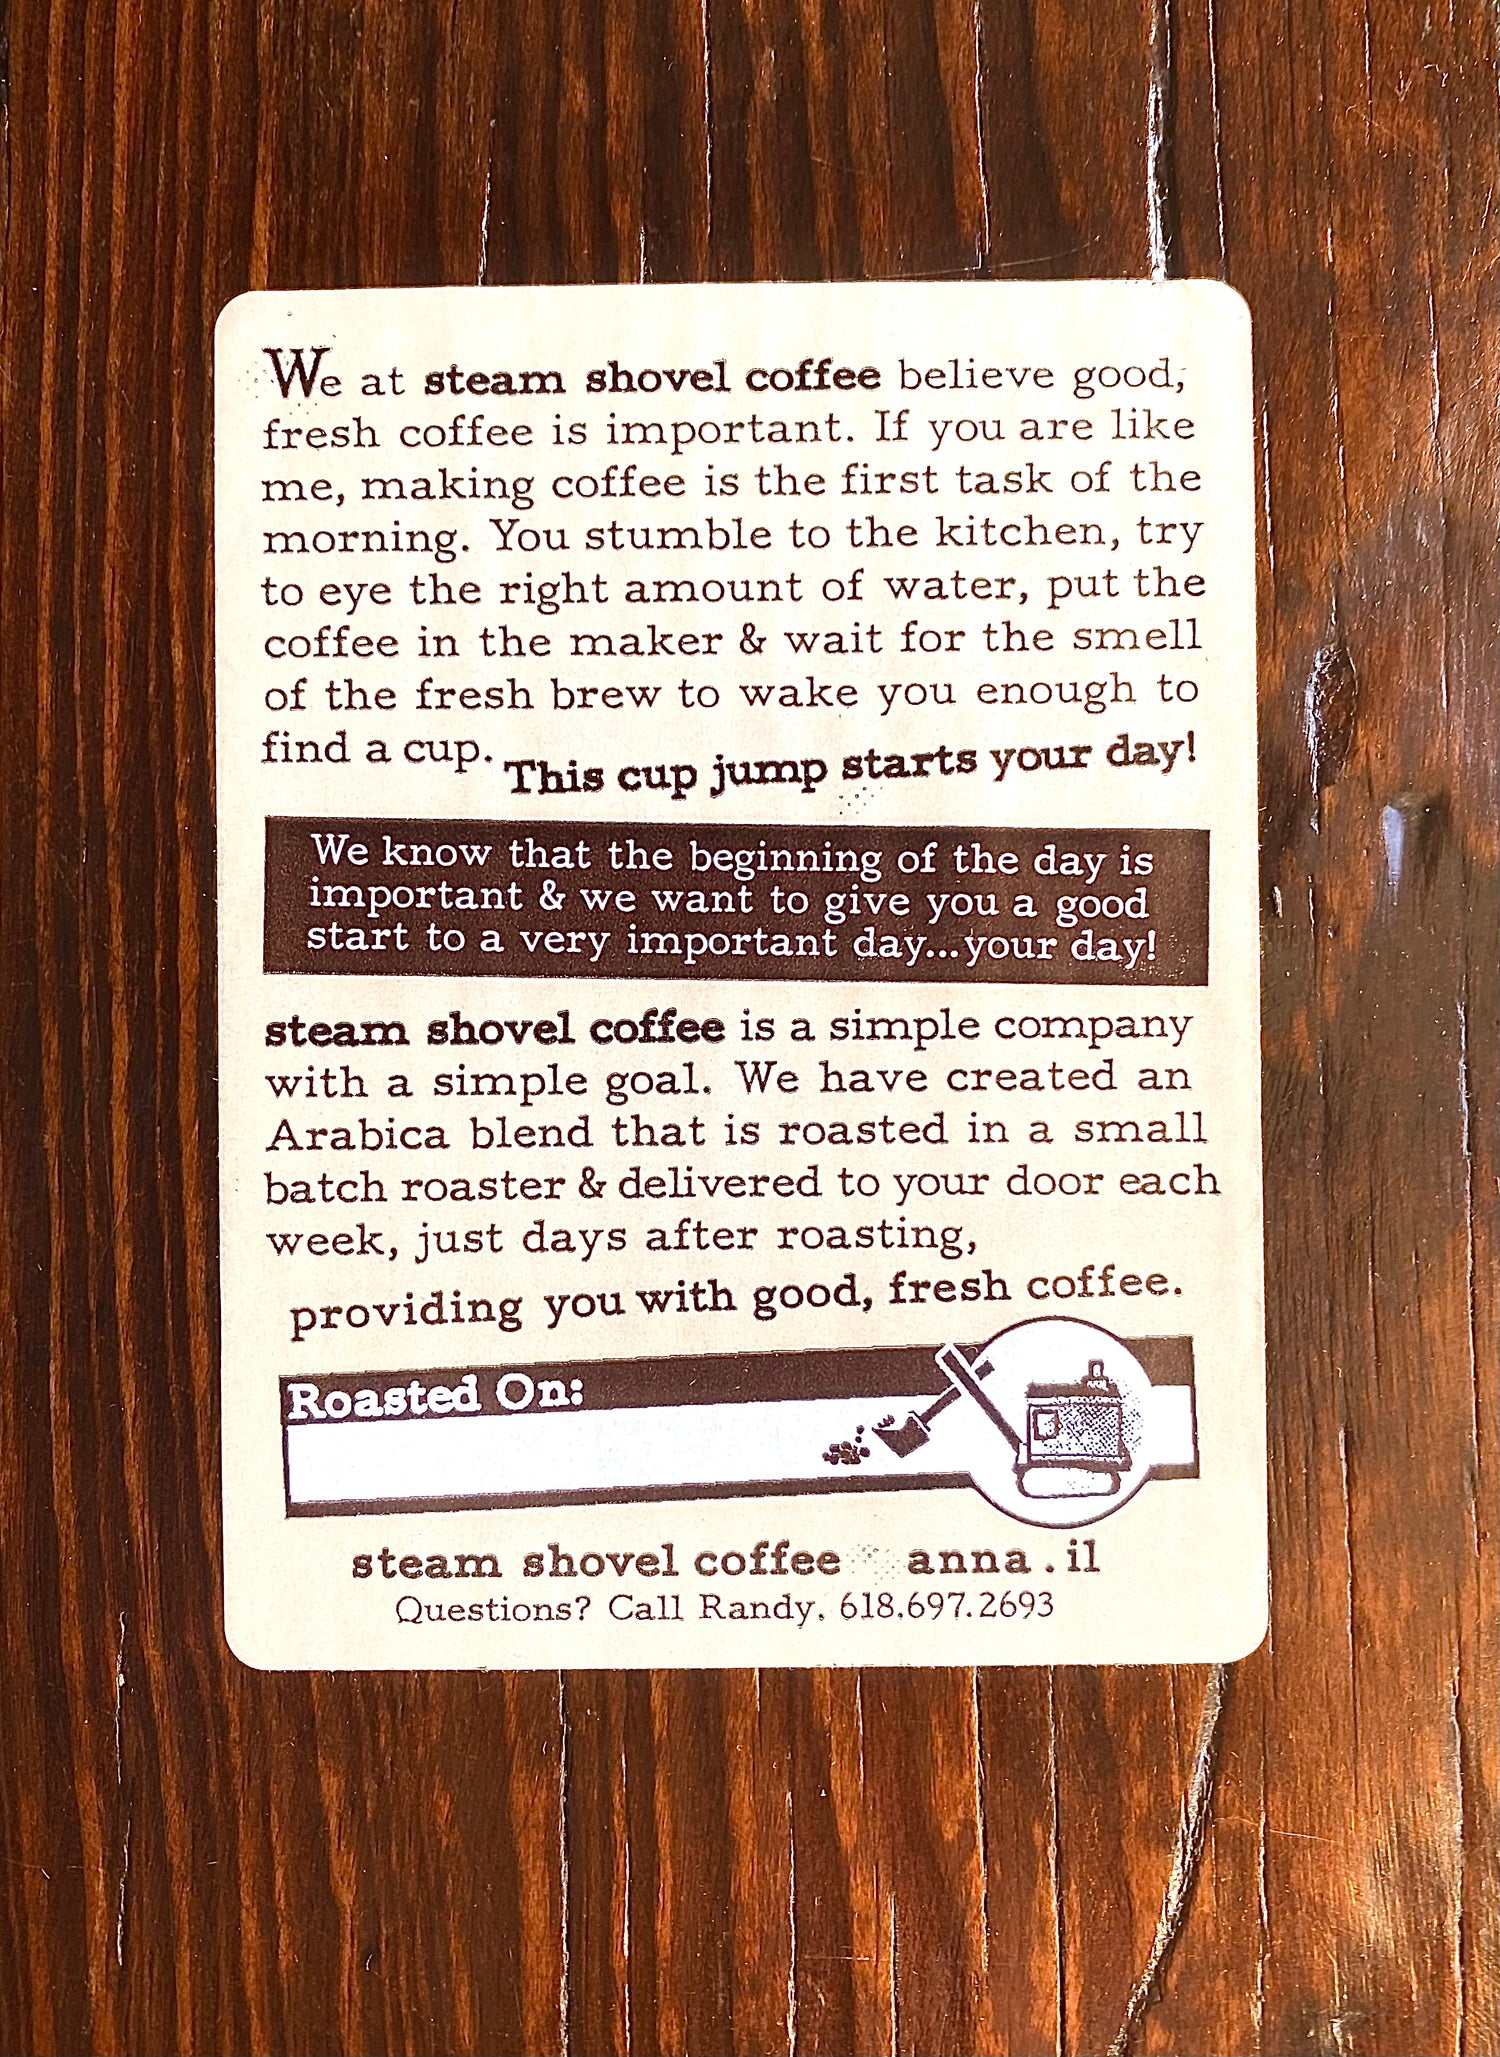 We at steam shovel coffee believe good,
fresh coffee is important. If you are like
me, making coffee is the first task of the
morning. You stumble to the kitchen, try
to eye the right amount of water, put the
coffee in the maker & wait for the smell
of the fresh brew to wake you enough to
find a cup. This cup jump starts your day!
We know that the beginning of the day is
important & we want to give you a good
start to a very important day...your day!
steam shovel coffee is a simple company
with a simple goal. We have created an
Arabica blend that is roasted in a small
batch roaster & delivered to your door each
week, just days after roasting,
providing you with good, fresh coffee.
Roasted On:
steam shovel coffee anna.il
Questions? Call Randy. 618.697.2693